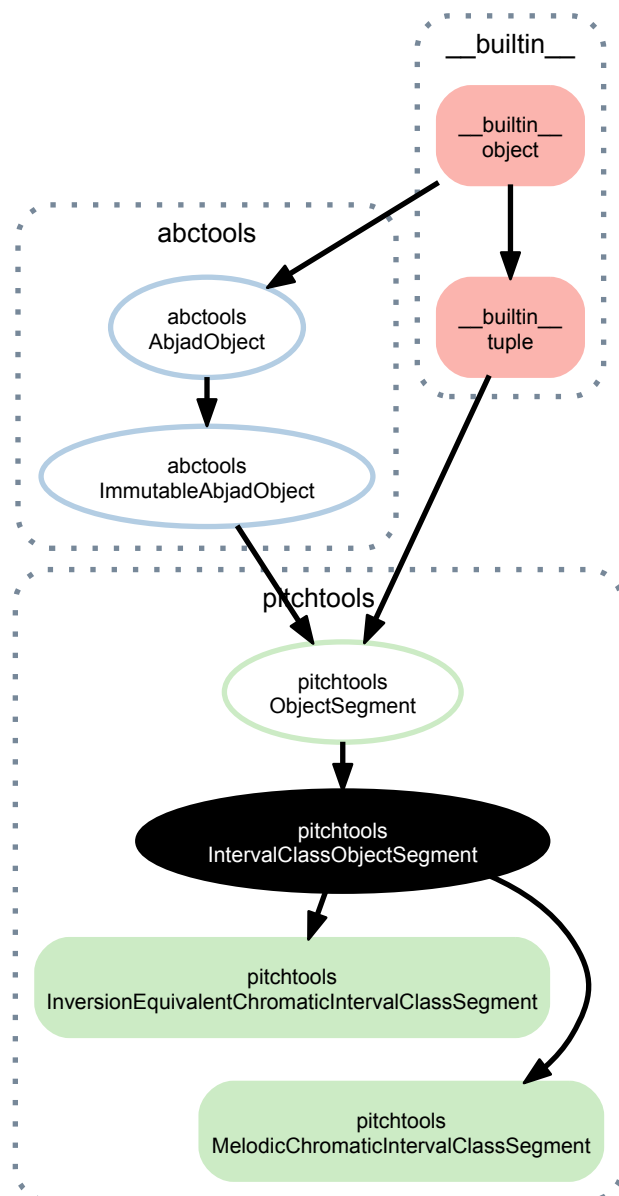 __builtin__
__builtin__
object
abctools
abctools
AbjadObject
__builtin__
tuple
abctools
ImmutableAbjadObject
pitchtools
pitchtools
ObjectSegment
pitchtools
IntervalClassObjectSegment
pitchtools
InversionEquivalentChromaticIntervalClassSegment
pitchtools
MelodicChromaticIntervalClassSegment